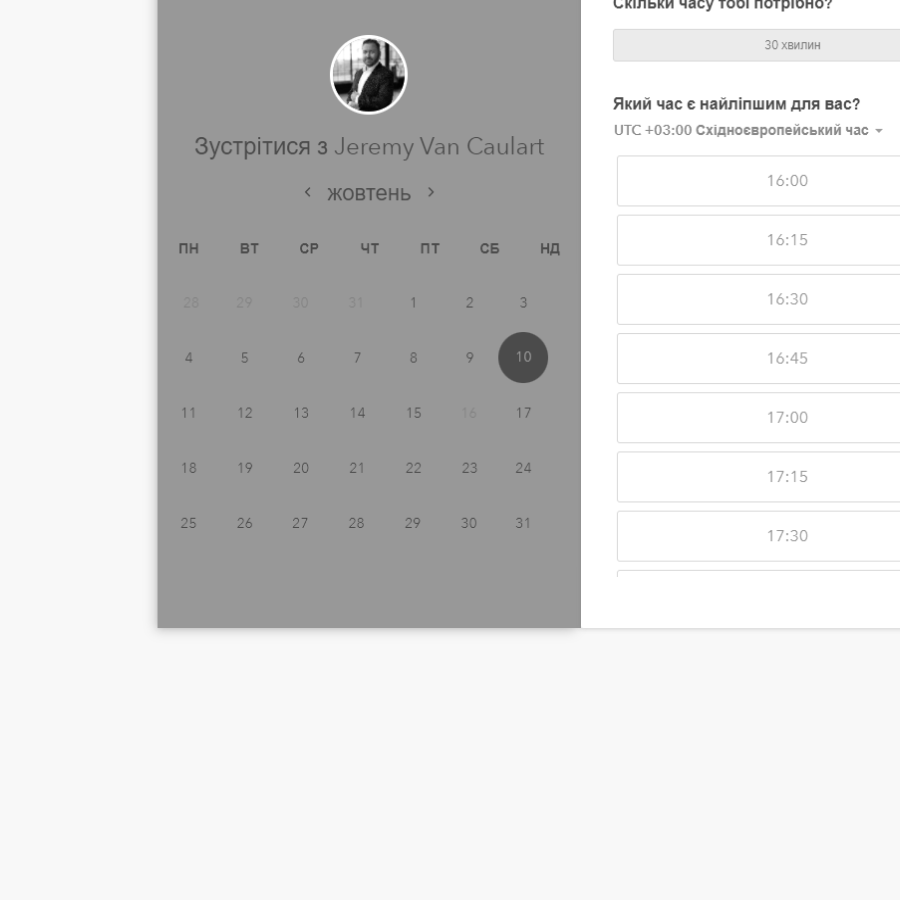 Зустрітися з Jeremy Van Caulart
жовтень
ПН ВТ СР ЧТ ПТ СБ НД
28 29 30 31 1 2 3
4 5 6 7 8 9 10
11 12 13 14 15 16 17
18 19 20 21 22 23 24
25 26 27 28 29 30 31
Скільки часу тобі потрібно?
30 хвилин
Який час є найліпшим для вас?
UTC +03:00 Східноєвропейський час
16:00
16:15
16:30
16:45
17:00
17:15
17:30